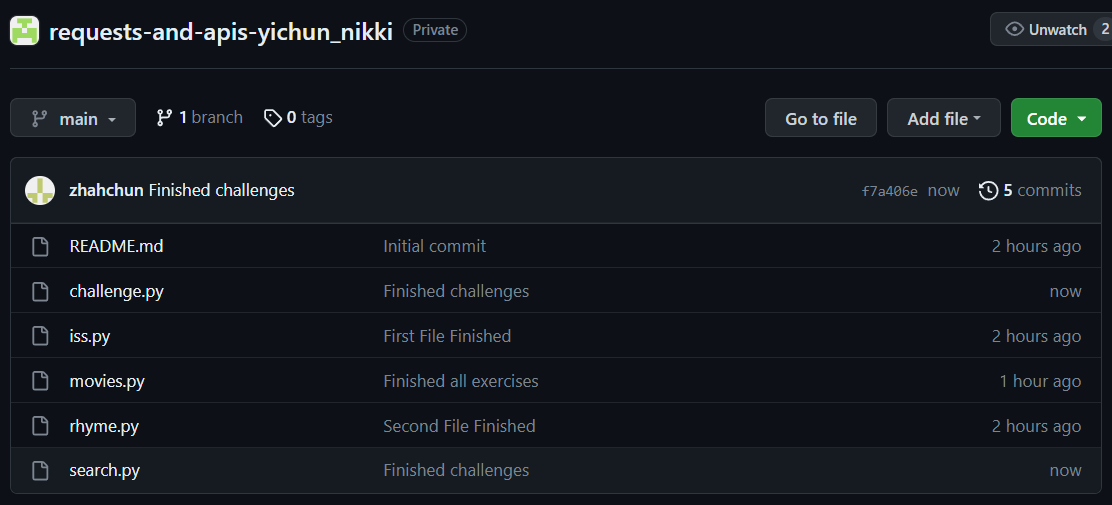 requests-and-apis-yichun_nikki Private Unwatch 2
main 1 branch 0 tags Go to file Add file Code
zhahchun Finished challenges f7a406e now 5 commits
README.md Initial commit 2 hours ago
challenge.py Finished challenges now
iss.py First File Finished 2 hours ago
movies.py Finished all exercises 1 hour ago
rhyme.py Second File Finished 2 hours ago
search.py Finished challenges now